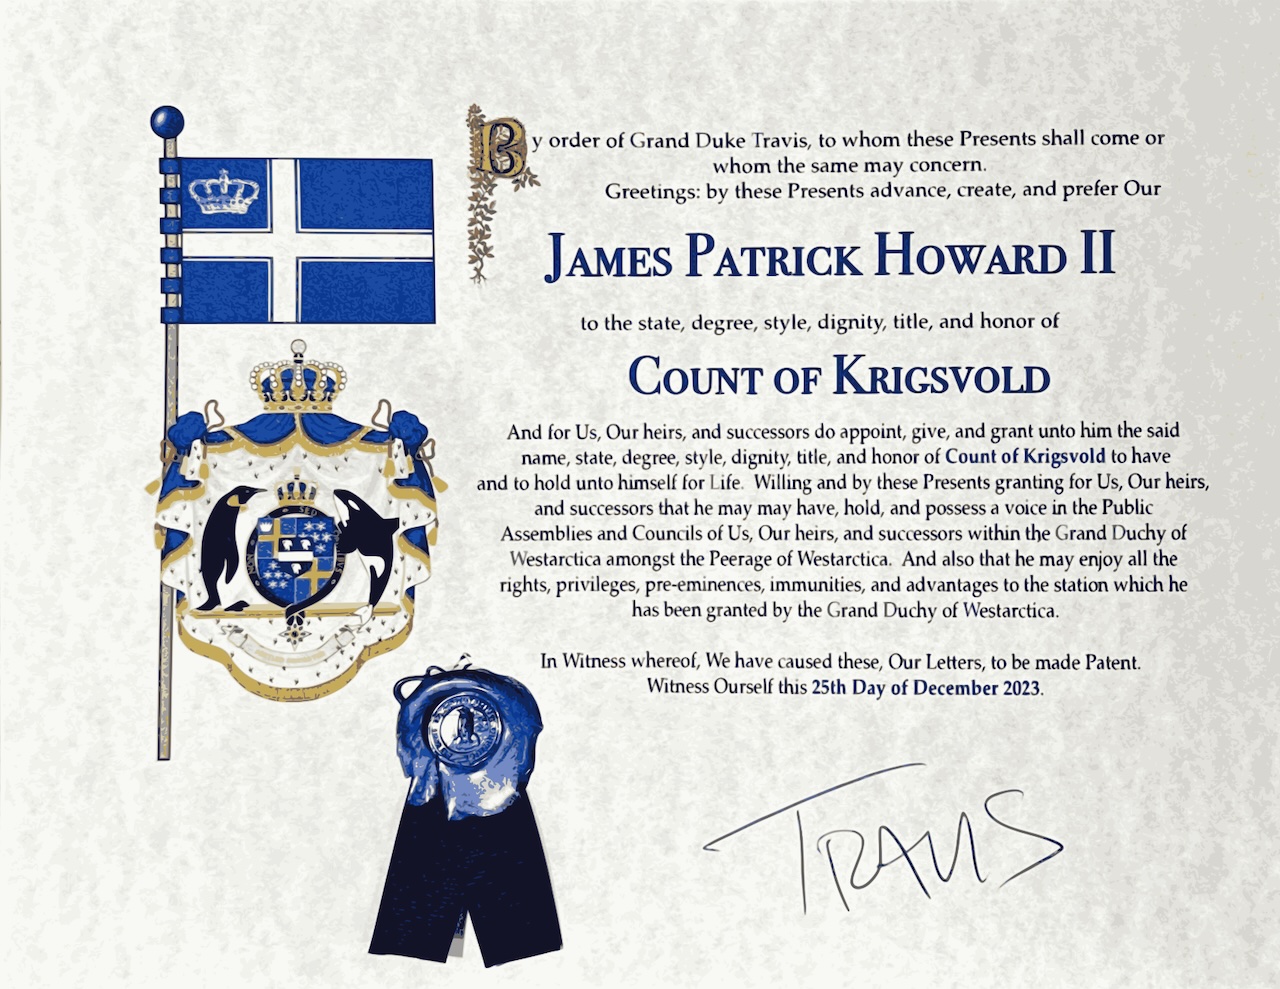 By order of Grand Duke Travis, to whom these Presents shall come or
whom the same may concern.
Greetings: by these Presents advance, create, and prefer Our
James Patrick Howard II
to the state, degree, style, dignity, title, and honor of
Count of Krigsvold
And for Us, Our heirs, and successors do appoint, give, and grant unto him the said
name, state, degree, style, dignity, title, and honor of Count of Krigsvold to have
and to hold unto himself for Life. Willing and by these Presents granting for Us, Our heirs,
and successors that he may may have, hold, and possess a voice in the Public
Assemblies and Councils of Us, Our heirs, and successors within the Grand Duchy of
Westarctica amongst the Peerage of Westarctica. And also that he may enjoy all the
rights, privileges, pre-eminences, immunities, and advantages to the station which he
has been granted by the Grand Duchy of Westarctica.
In Witness whereof, We have caused these, Our Letters, to be made Patent.
Witness Ourself this 25th Day of December 2023.
TRAVIS
NON SED